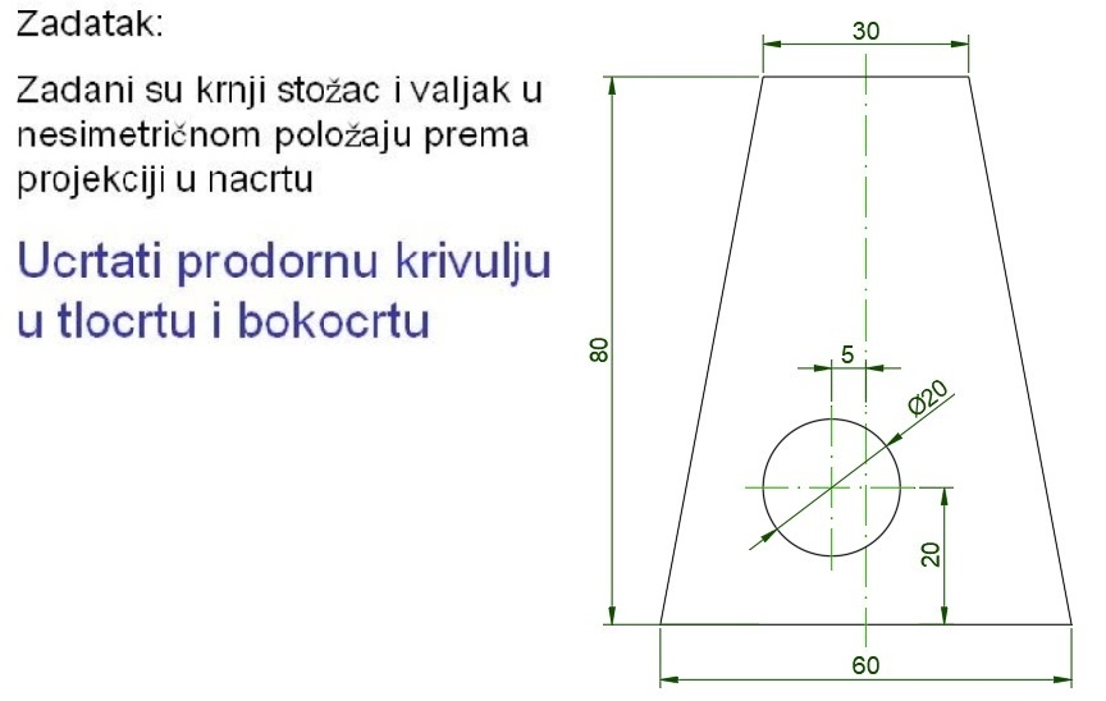 Zadatak:
Zadani su krnji stožac i valjak u
nesimetričnom položaju prema
projekciji u nacrtu
Ucrtati prodornu krivulju
u tlocrtu i bokocrtu
30
80
5
Ø20
20
60